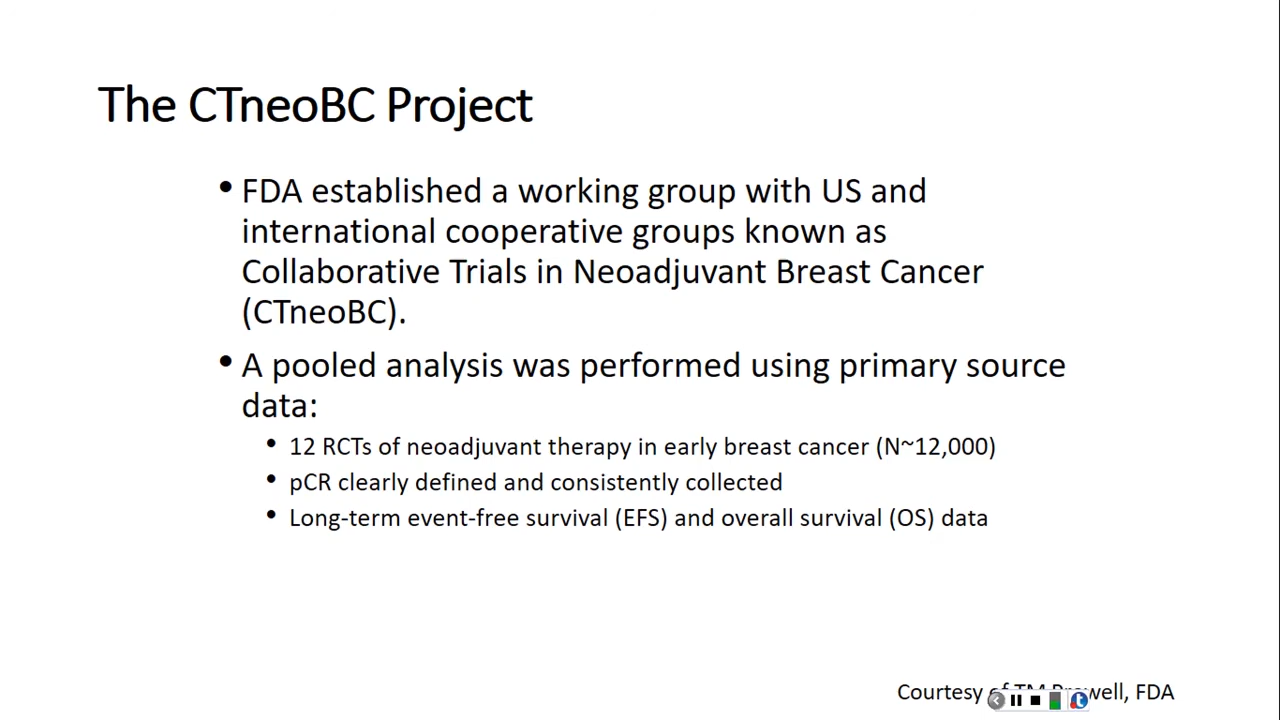 The CTneoBC Project
• FDA established a working group with US and
international cooperative groups known as
Collaborative Trials in Neoadjuvant Breast Cancer
(CTneoBC).
• A pooled analysis was performed using primary source
data:
• 12 RCTs of neoadjuvant therapy in early breast cancer (N~12,000)
• pCR clearly defined and consistently collected
• Long-term event-free survival (EFS) and overall survival (OS) data
Courtesy of TM Prowell, FDA